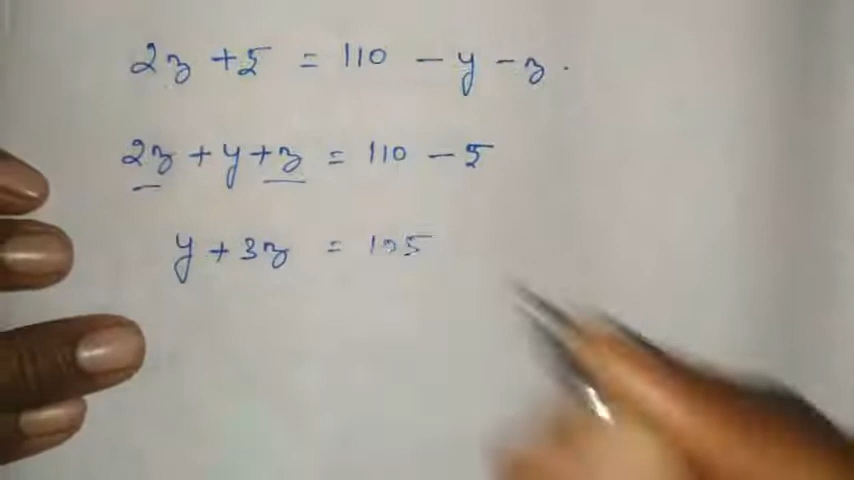 2z + 5 = 110 - y - z.
2z + y + z = 110 - 5
y + 3z = 105